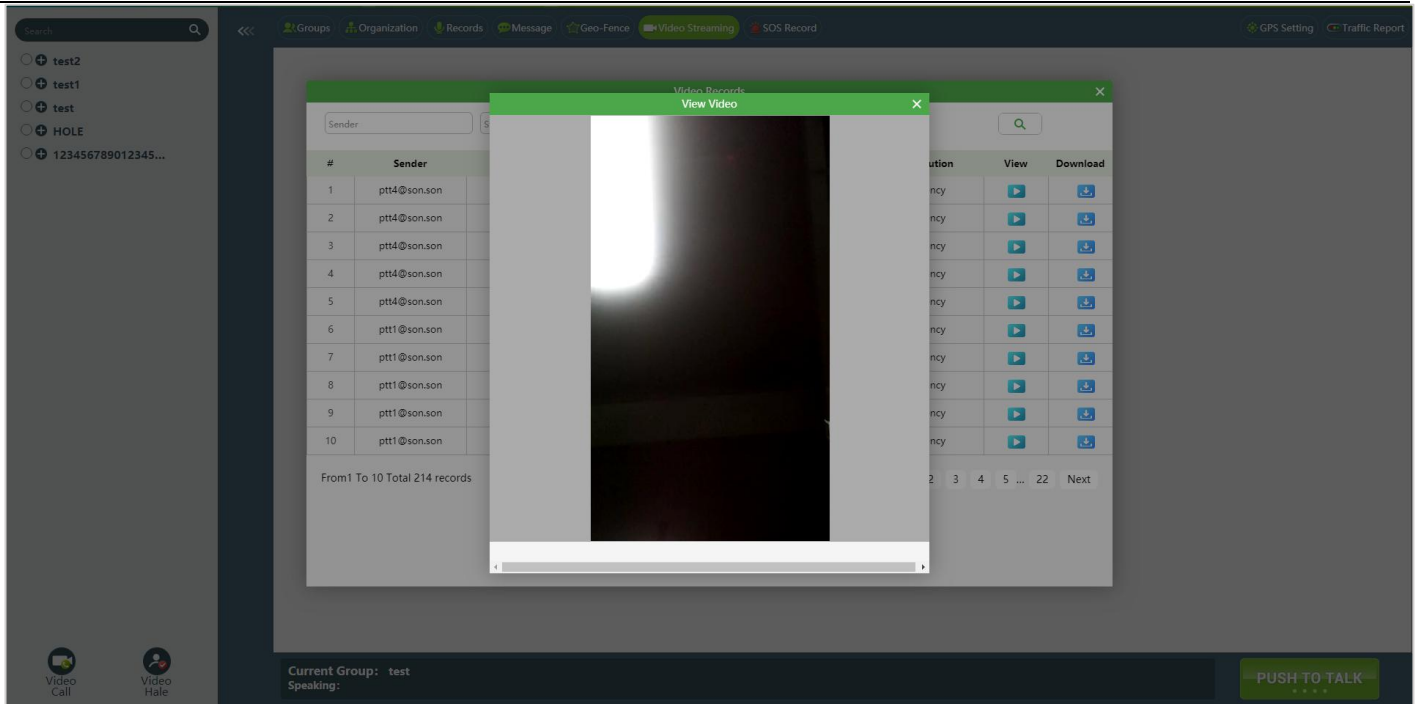 Search
Groups Organization Records Message Geo-Fence Video Streaming SOS Record GPS Setting Traffic Report
test2
test1
test
HOLE
123456789012345...
Video Records
View Video
Sender
# Sender ution View Download
1 ptt4@son.son ncy
2 ptt4@son.son ncy
3 ptt4@son.son ncy
4 ptt4@son.son ncy
5 ptt4@son.son ncy
6 ptt1@son.son ncy
7 ptt1@son.son ncy
8 ptt1@son.son ncy
9 ptt1@son.son ncy
10 ptt1@son.son ncy
From1 To 10 Total 214 records 2 3 4 5 ... 22 Next
Video Call
Video Hale
Current Group: test
Speaking:
PUSH TO TALK